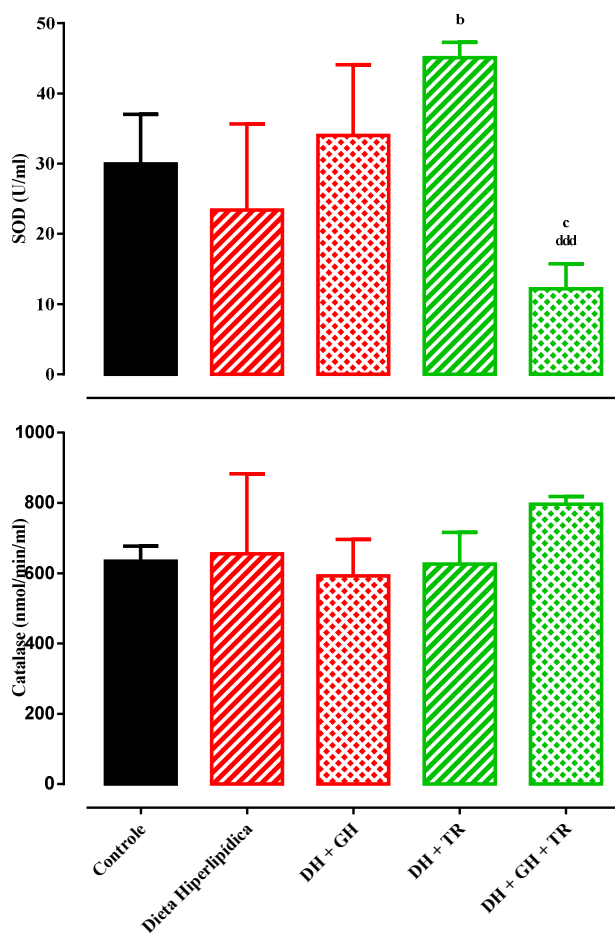 50
40
30
20
10
0
SOD (U/ml)
b
c
ddd
1000
800
600
400
200
0
Catalase (nmol/min/ml)
Controle
Dieta Hiperlipídica
DH + GH
DH + TR
DH + GH + TR